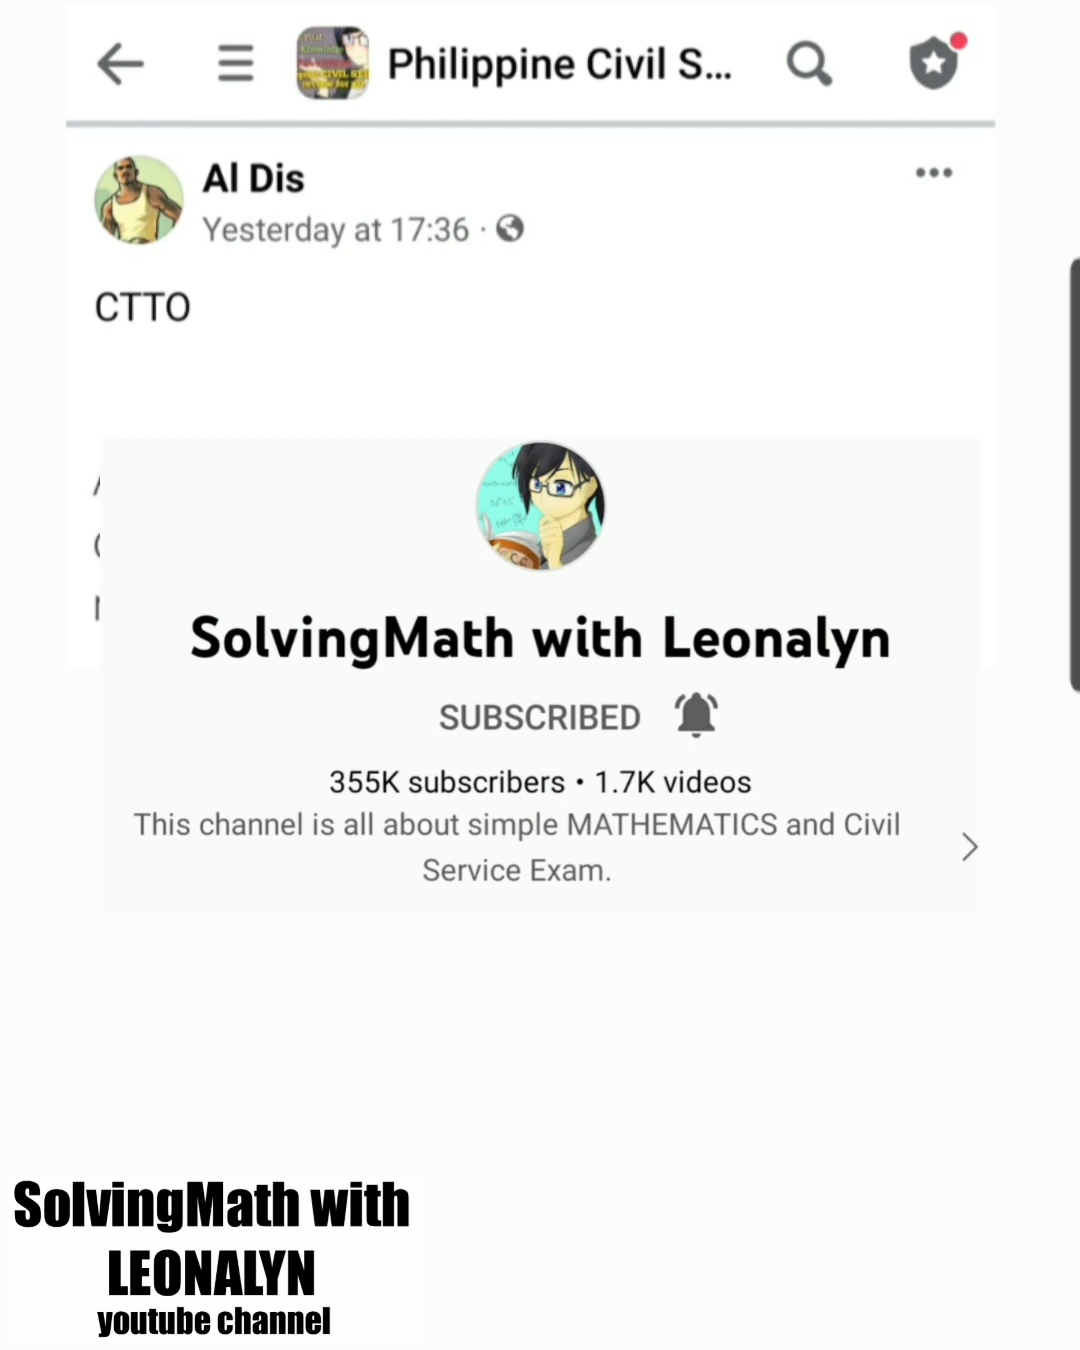 Philippine Civil S...
Al Dis
Yesterday at 17:36 ·
CTTO
SolvingMath with Leonalyn
SUBSCRIBED
355K subscribers • 1.7K videos
This channel is all about simple MATHEMATICS and Civil
Service Exam.
SolvingMath with
LEONALYN
youtube channel